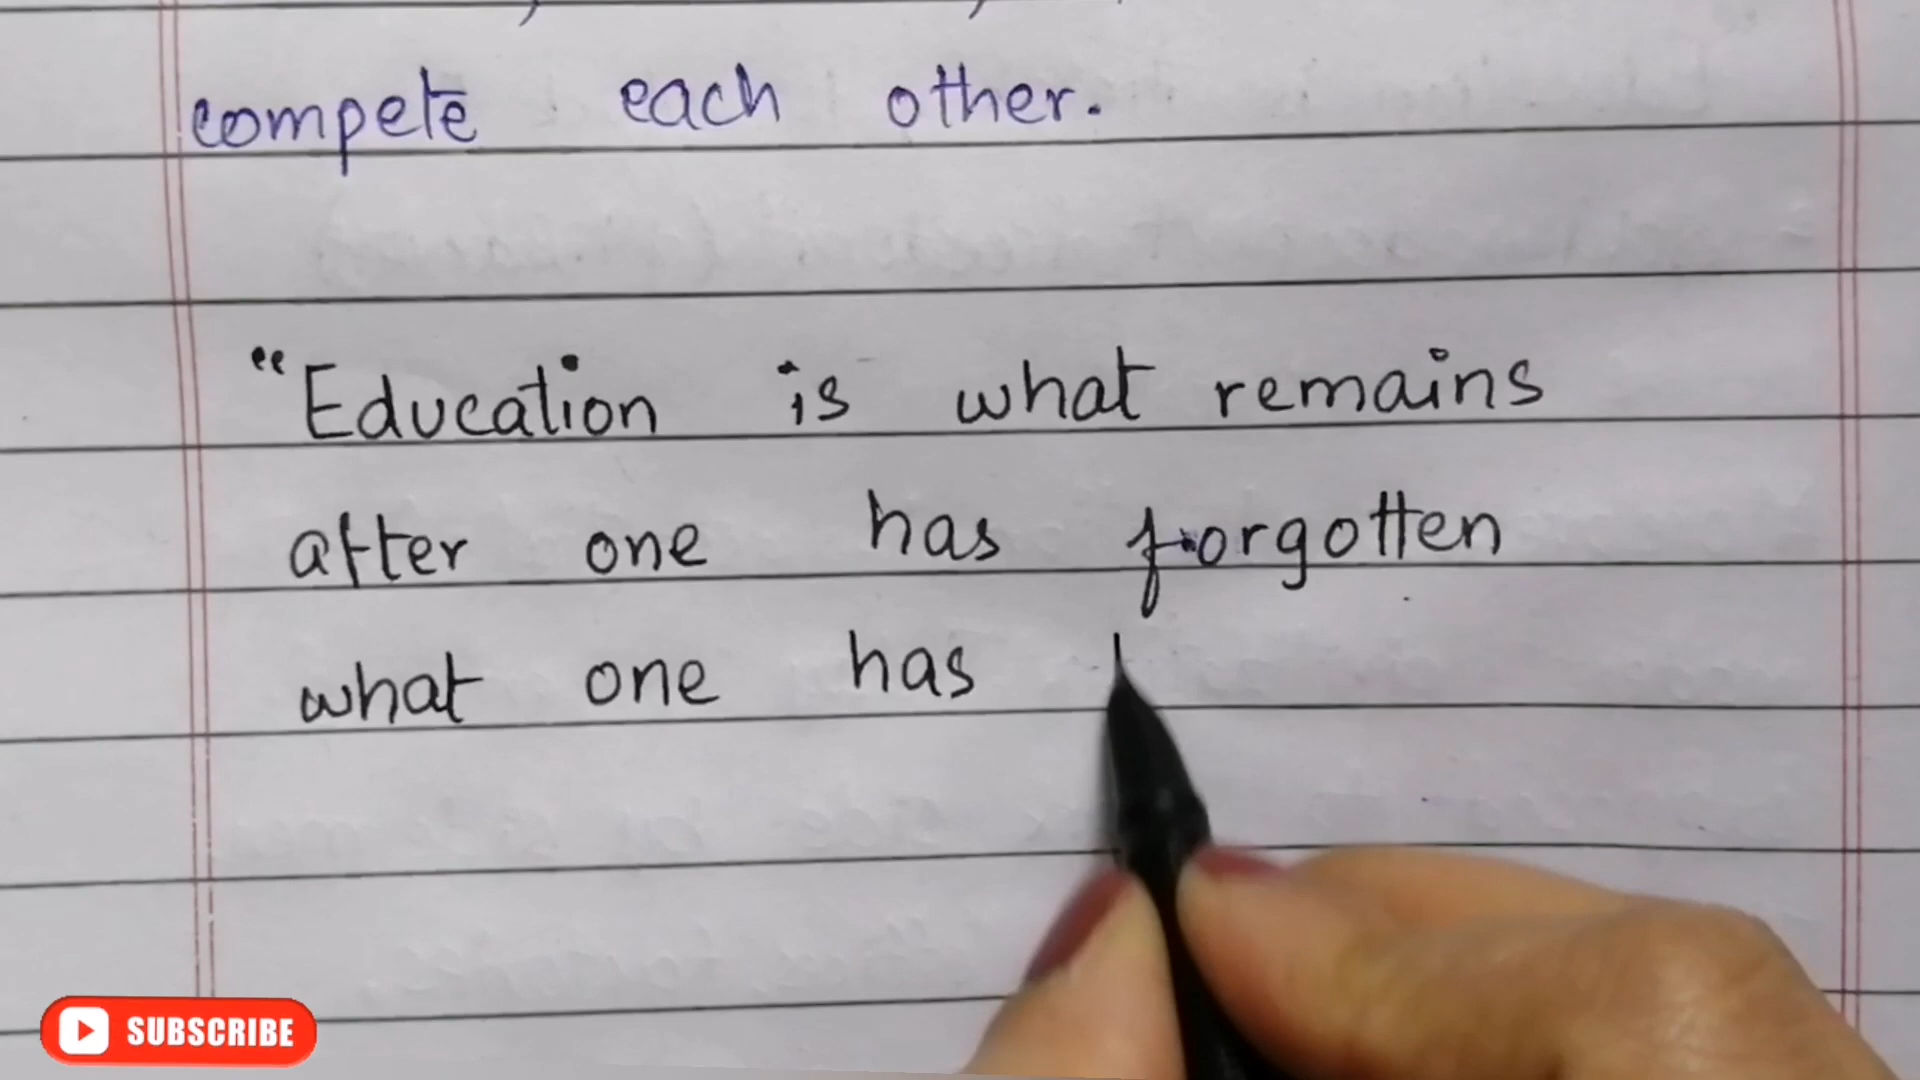 compete each other.
“Education is what remains
after one has forgotten
what one has
SUBSCRIBE